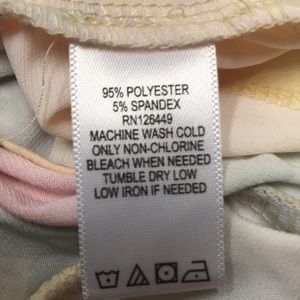 95% POLYESTER
5% SPANDEX
RN126449
MACHINE WASH COLD
ONLY NON-CHLORINE
BLEACH WHEN NEEDED
TUMBLE DRY LOW
LOW IRON IF NEEDED